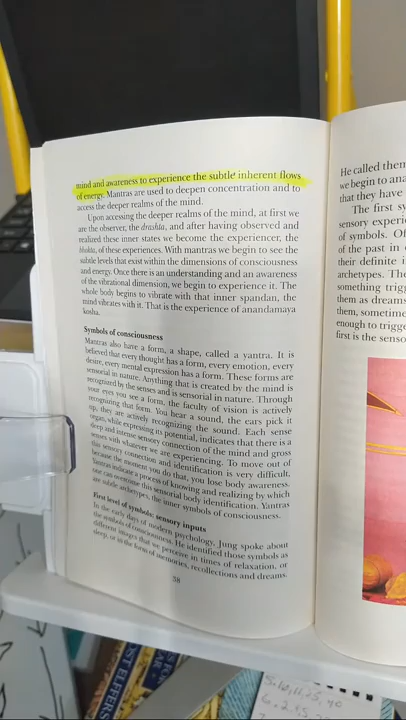 mind and awareness to experience the subtle inherent flows
of energy. Mantras are used to deepen concentration and to
access the deeper realms of the mind.
Upon accessing the deeper realms of the mind, at first we
are the observer, the drashta, and after having observed and
realized these inner states we become the experiencer, the
bhokta, of these experiences. With mantras we begin to see the
subtle levels that exist within the dimensions of consciousness
and energy. Once there is an understanding and an awareness
of the vibrational dimension, we begin to experience it. The
whole body begins to vibrate with that inner spandan, the
mind vibrates with it. That is the experience of anandamaya
kosha.
Symbols of consciousness
Mantras also have a form, a shape, called a yantra. It is
believed that every thought has a form, every emotion, every
desire, every mental expression has a form. These forms are
sensorial in nature. Anything that is created by the mind is
recognized by the senses and is sensorial in nature. Through
your eyes you see a form, the faculty of vision is actively
recognizing that form. You hear a sound, the ears pick it
up, they are actively recognizing the sound. Each sense
organ, while expressing its potential, indicates that there is a
deep and intense sensory connection of the mind and gross
senses with whatever we are experiencing. To move out of
this sensory connection and identification is very difficult,
because the moment you do that, you lose body awareness.
Yantras indicate a process of knowing and realizing by which
one can overcome this sensorial body identification. Yantras
are subtle archetypes, the inner symbols of consciousness.
First level of symbols: sensory inputs
In the early days of modern psychology, Jung spoke about
the symbols of consciousness. He identified those symbols as
different images that we perceive in times of relaxation, or
sleep, or in the form of memories, recollections and dreams.
38
He called them
we begin to ana
that they have
The first sy
sensory experi
of symbols. Of
of the past in
their definite i
archetypes. The
something trigg
them as dreams
them, sometime
enough to trigge
first is the senso